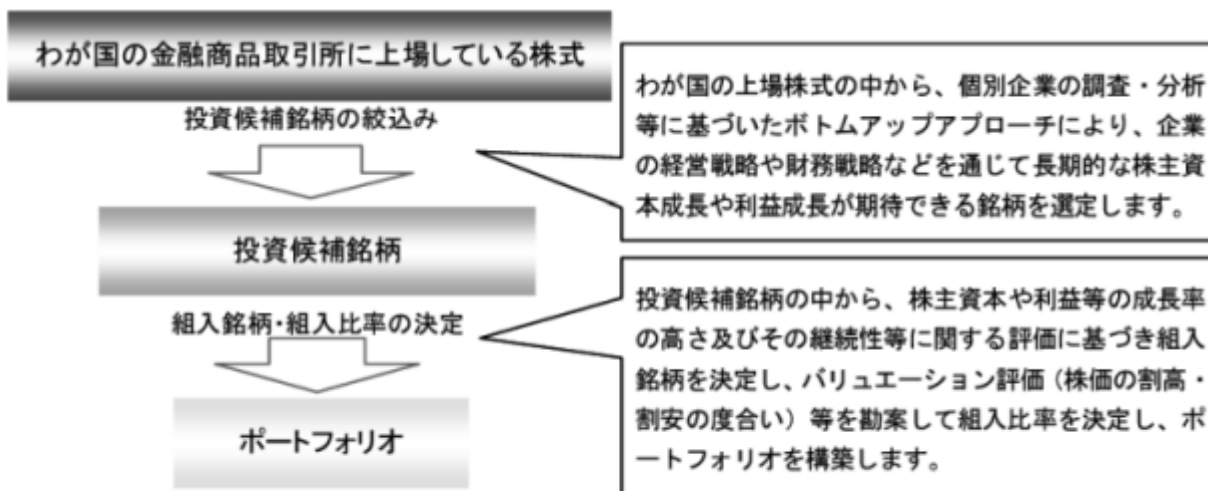 わが国の金融商品取引所に上場している株式
投資候補銘柄の絞込み
わが国の上場株式の中から、個別企業の調査・分析
等に基づいたボトムアップアプローチにより、企業
の経営戦略や財務戦略などを通じて長期的な株主資
本成長や利益成長が期待できる銘柄を選定します。
投資候補銘柄
組入銘柄・組入比率の決定
投資候補銘柄の中から、株主資本や利益等の成長率
の高さ及びその継続性等に関する評価に基づき組入
銘柄を決定し、バリュエーション評価（株価の割高・
割安の度合い）等を勘案して組入比率を決定し、ポ
ートフォリオを構築します。
ポートフォリオ